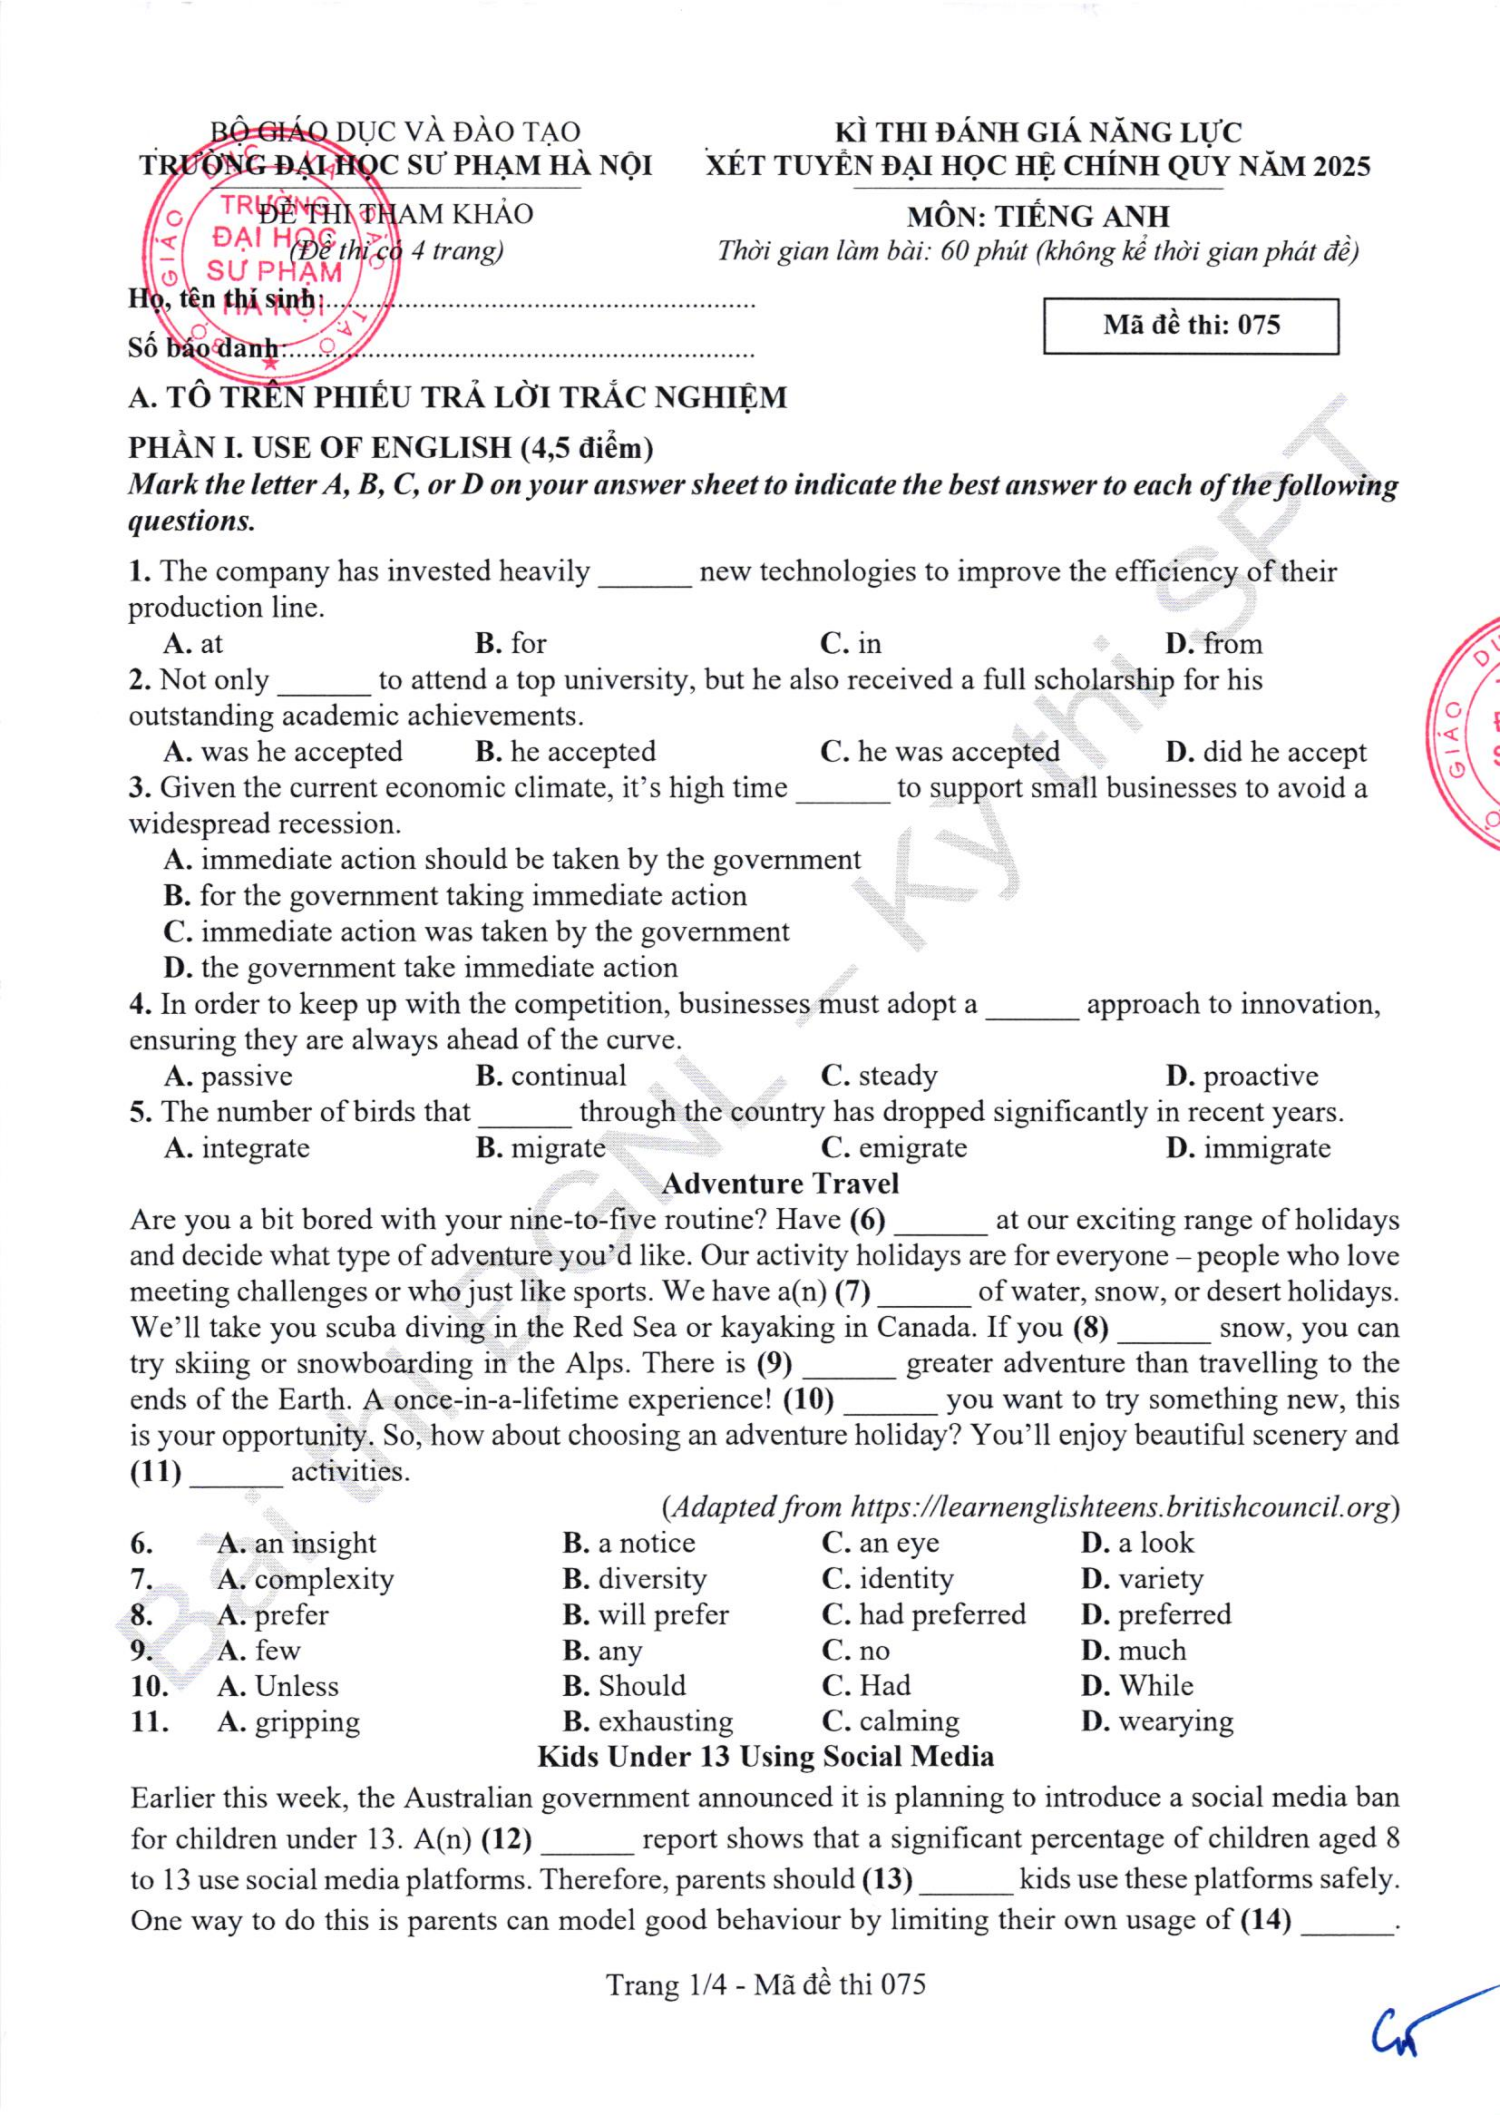 BỘ GIÁO DỤC VÀ ĐÀO TẠO
TRƯỜNG ĐẠI HỌC SƯ PHẠM HÀ NỘI
ĐỀ THI THAM KHẢO
(Đề thi có 4 trang)
KÌ THI ĐÁNH GIÁ NĂNG LỰC
XÉT TUYỂN ĐẠI HỌC HỆ CHÍNH QUY NĂM 2025
MÔN: TIẾNG ANH
Thời gian làm bài: 60 phút (không kể thời gian phát đề)
BỘ GIÁO DỤC VÀ ĐÀO TẠO
TRƯỜNG
ĐẠI HỌC
SƯ PHẠM
HÀ NỘI
Họ, tên thí sinh:
Số báo danh:
Mã đề thi: 075
A. TÔ TRÊN PHIẾU TRẢ LỜI TRẮC NGHIỆM
PHẦN I. USE OF ENGLISH (4,5 điểm)
Mark the letter A, B, C, or D on your answer sheet to indicate the best answer to each of the following
questions.
1. The company has invested heavily ______ new technologies to improve the efficiency of their
production line.
A. at B. for C. in D. from
2. Not only ______ to attend a top university, but he also received a full scholarship for his
outstanding academic achievements.
A. was he accepted B. he accepted C. he was accepted D. did he accept
3. Given the current economic climate, it's high time ______ to support small businesses to avoid a
widespread recession.
A. immediate action should be taken by the government
B. for the government taking immediate action
C. immediate action was taken by the government
D. the government take immediate action
4. In order to keep up with the competition, businesses must adopt a ______ approach to innovation,
ensuring they are always ahead of the curve.
A. passive B. continual C. steady D. proactive
5. The number of birds that ______ through the country has dropped significantly in recent years.
A. integrate B. migrate C. emigrate D. immigrate
Adventure Travel
Are you a bit bored with your nine-to-five routine? Have (6) ______ at our exciting range of holidays
and decide what type of adventure you'd like. Our activity holidays are for everyone – people who love
meeting challenges or who just like sports. We have a(n) (7) ______ of water, snow, or desert holidays.
We'll take you scuba diving in the Red Sea or kayaking in Canada. If you (8) ______ snow, you can
try skiing or snowboarding in the Alps. There is (9) ______ greater adventure than travelling to the
ends of the Earth. A once-in-a-lifetime experience! (10) ______ you want to try something new, this
is your opportunity. So, how about choosing an adventure holiday? You'll enjoy beautiful scenery and
(11) ______ activities.
(Adapted from https://learnenglishteens.britishcouncil.org)
6. A. an insight B. a notice C. an eye D. a look
7. A. complexity B. diversity C. identity D. variety
8. A. prefer B. will prefer C. had preferred D. preferred
9. A. few B. any C. no D. much
10. A. Unless B. Should C. Had D. While
11. A. gripping B. exhausting C. calming D. wearying
Kids Under 13 Using Social Media
Earlier this week, the Australian government announced it is planning to introduce a social media ban
for children under 13. A(n) (12) ______ report shows that a significant percentage of children aged 8
to 13 use social media platforms. Therefore, parents should (13) ______ kids use these platforms safely.
One way to do this is parents can model good behaviour by limiting their own usage of (14) ______.
Trang 1/4 - Mã đề thi 075
Bài thi ĐGNL – Kỳ thi SPT